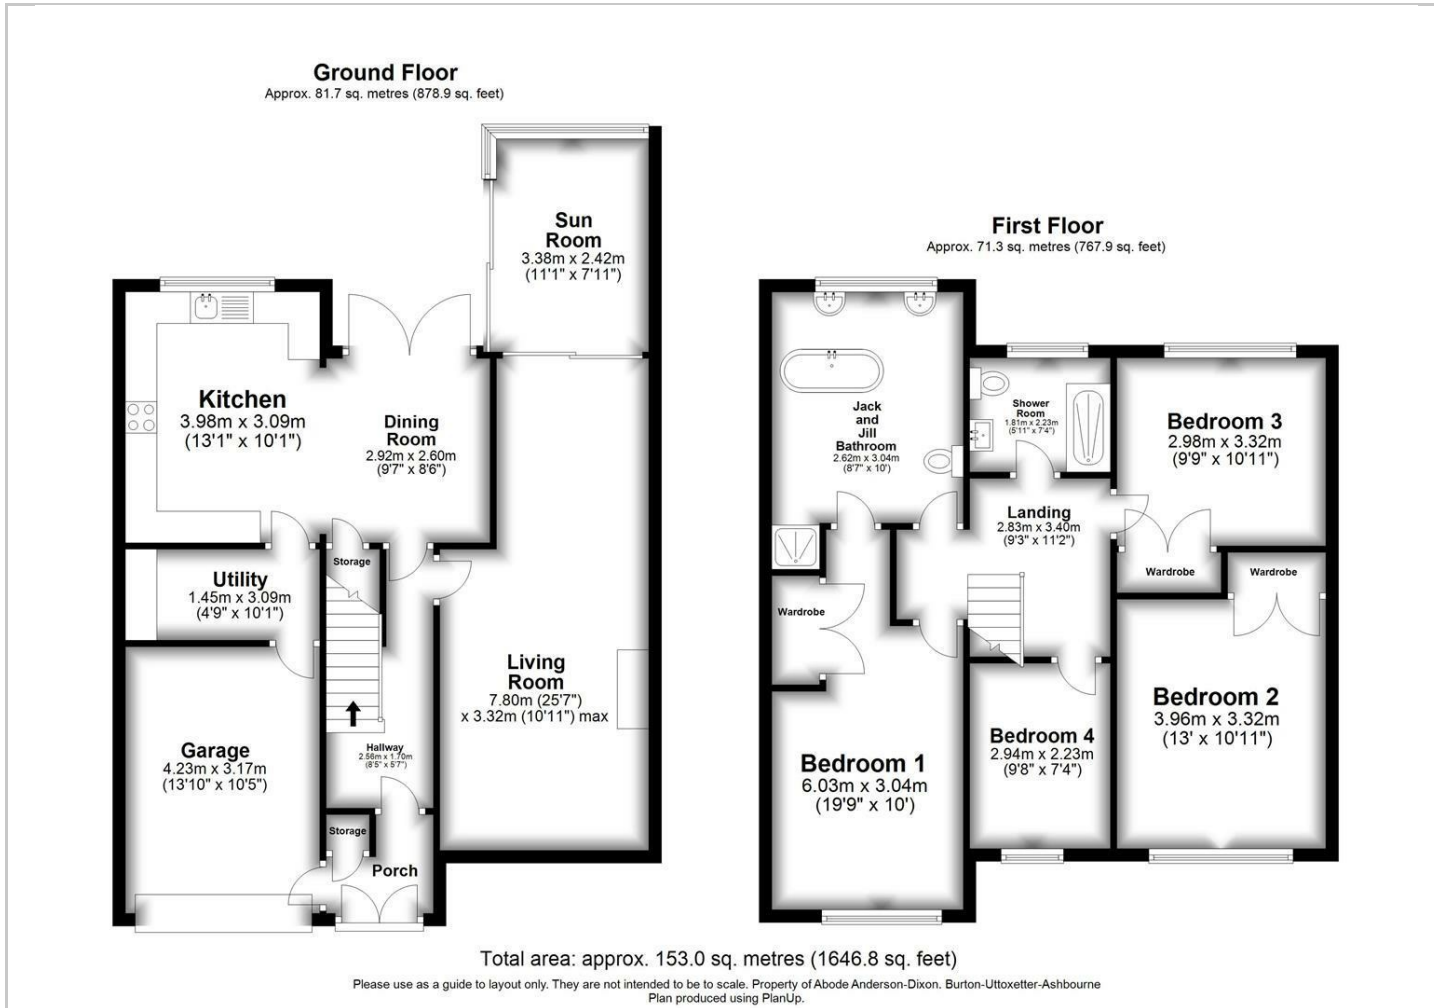 Ground Floor
Approx. 81.7 sq. metres (878.9 sq. feet)
Sun
Room
3.38m x 2.42m
(11'1" x 7'11")
Kitchen
3.98m x 3.09m
(13'1" x 10'1")
Dining
Room
2.92m x 2.60m
(9'7" x 8'6")
Storage
Utility
1.45m x 3.09m
(4'9" x 10'1")
Living
Room
7.80m (25'7")
x 3.32m (10'11") max
Hallway
2.56m x 1.70m
(8'5" x 5'7")
Garage
4.23m x 3.17m
(13'10" x 10'5")
Storage
Porch
First Floor
Approx. 71.3 sq. metres (767.9 sq. feet)
Jack
and
Jill
Bathroom
2.62m x 3.04m
(8'7" x 10')
Shower
Room
1.81m x 2.23m
(5'11" x 7'4")
Bedroom 3
2.98m x 3.32m
(9'9" x 10'11")
Landing
2.83m x 3.40m
(9'3" x 11'2")
Wardrobe
Wardrobe
Wardrobe
Bedroom 1
6.03m x 3.04m
(19'9" x 10')
Bedroom 4
2.94m x 2.23m
(9'8" x 7'4")
Bedroom 2
3.96m x 3.32m
(13' x 10'11")
Total area: approx. 153.0 sq. metres (1646.8 sq. feet)
Please use as a guide to layout only. They are not intended to be to scale. Property of Abode Anderson-Dixon. Burton-Uttoxetter-Ashbourne
Plan produced using PlanUp.